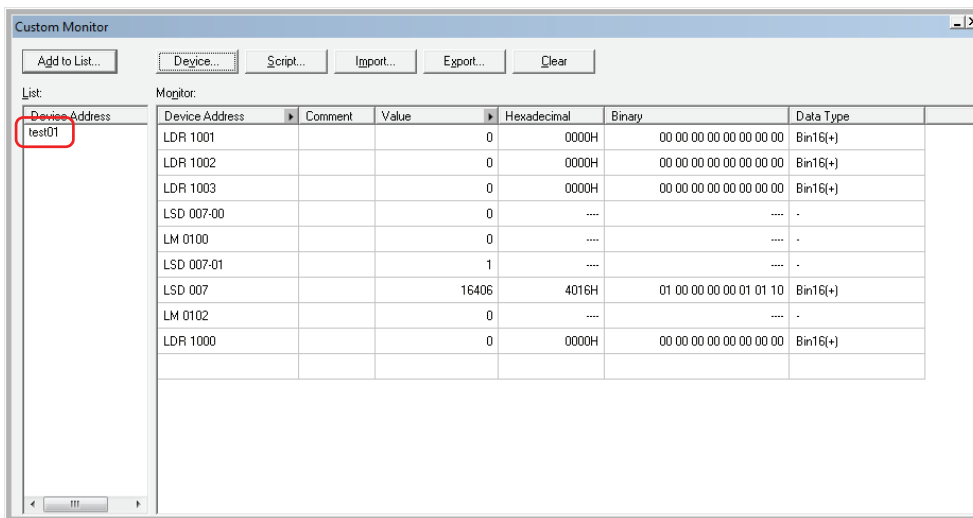 Custom Monitor
Add to List... Device... Script... Import... Export... Clear
List: Monitor:
Device Address Device Address Comment Value Hexadecimal Binary Data Type
test01
LDR 1001 0 0000H 00 00 00 00 00 00 00 00 Bin16(+)
LDR 1002 0 0000H 00 00 00 00 00 00 00 00 Bin16(+)
LDR 1003 0 0000H 00 00 00 00 00 00 00 00 Bin16(+)
LSD 007-00 0 ---- ---- -
LM 0100 0 ---- ---- -
LSD 007-01 1 ---- ---- -
LSD 007 16406 4016H 01 00 00 00 00 01 01 10 Bin16(+)
LM 0102 0 ---- ---- -
LDR 1000 0 0000H 00 00 00 00 00 00 00 00 Bin16(+)